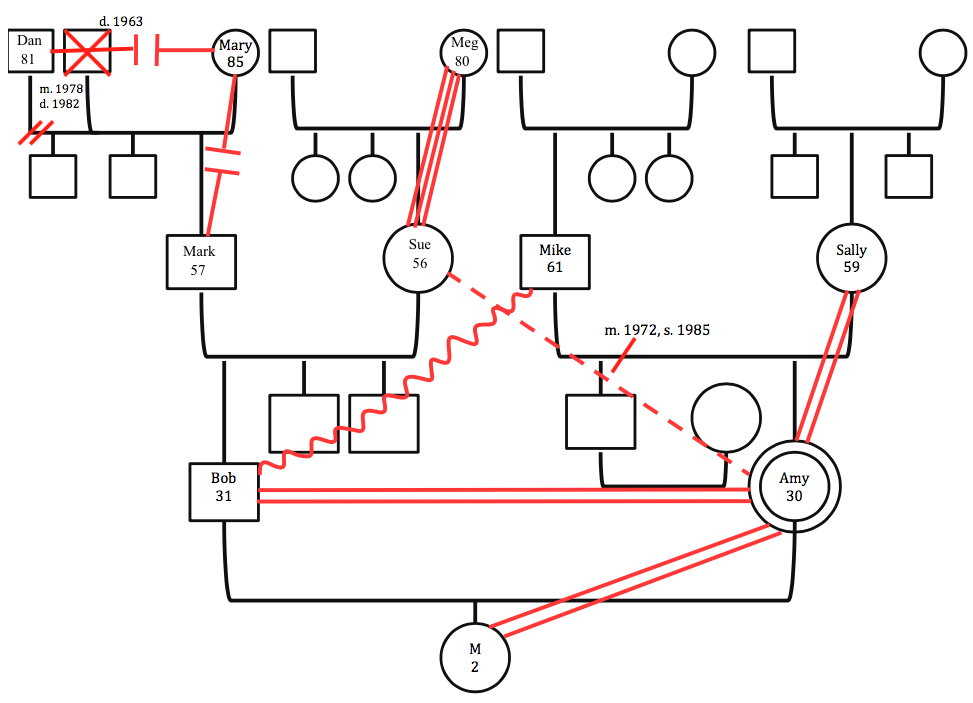 d. 1963
Dan
81
Mary
85
Meg
80
m. 1978
d. 1982
Mark
57
Sue
56
Mike
61
Sally
59
m. 1972, s. 1985
Bob
31
Amy
30
M
2